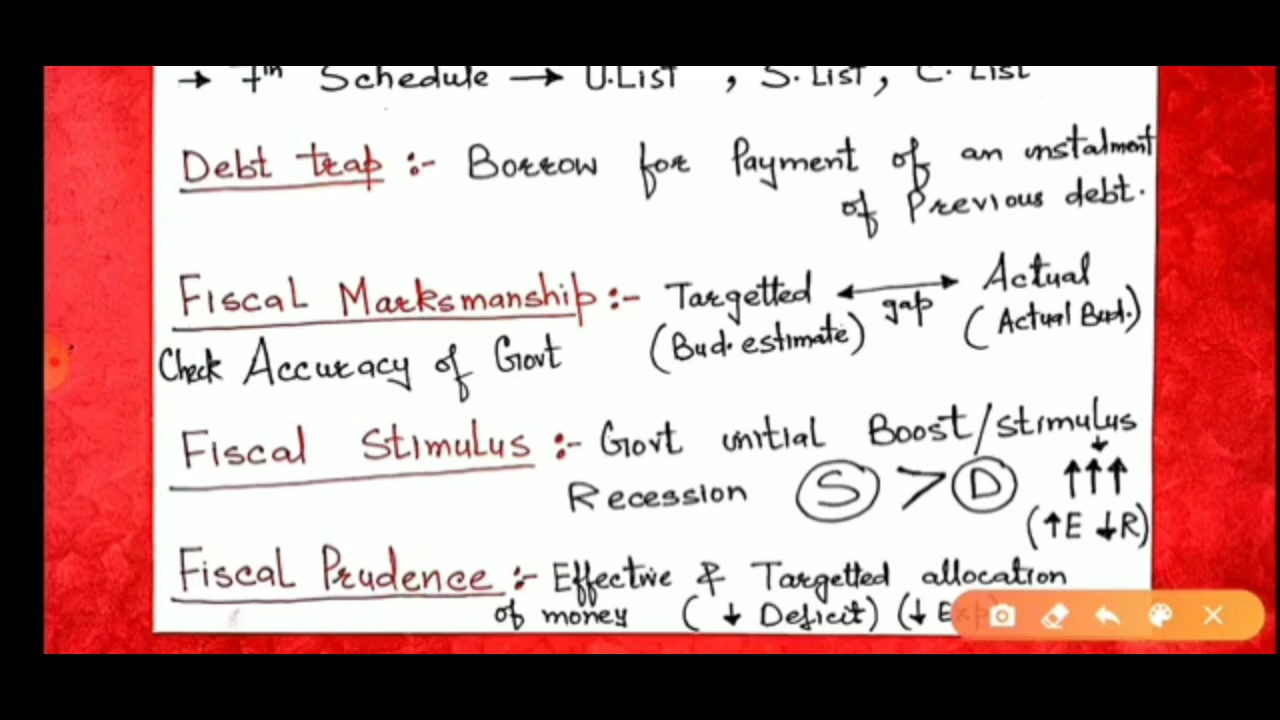 → 7th Schedule → U.List , S.List, C.List
Debt trap :- Borrow for Payment of an instalment
of Previous debt.
Fiscal Marksmanship :- Targetted ↔ gap Actual
(Bud. estimate) (Actual Bud.)
Check Accuracy of Govt
Fiscal Stimulus :- Govt initial Boost/stimulus
Recession S > D ↑↑↑
(↑E ↓R)
Fiscal Prudence :- Effective & Targetted allocation
of money (↓ Deficit) (↓ Exp